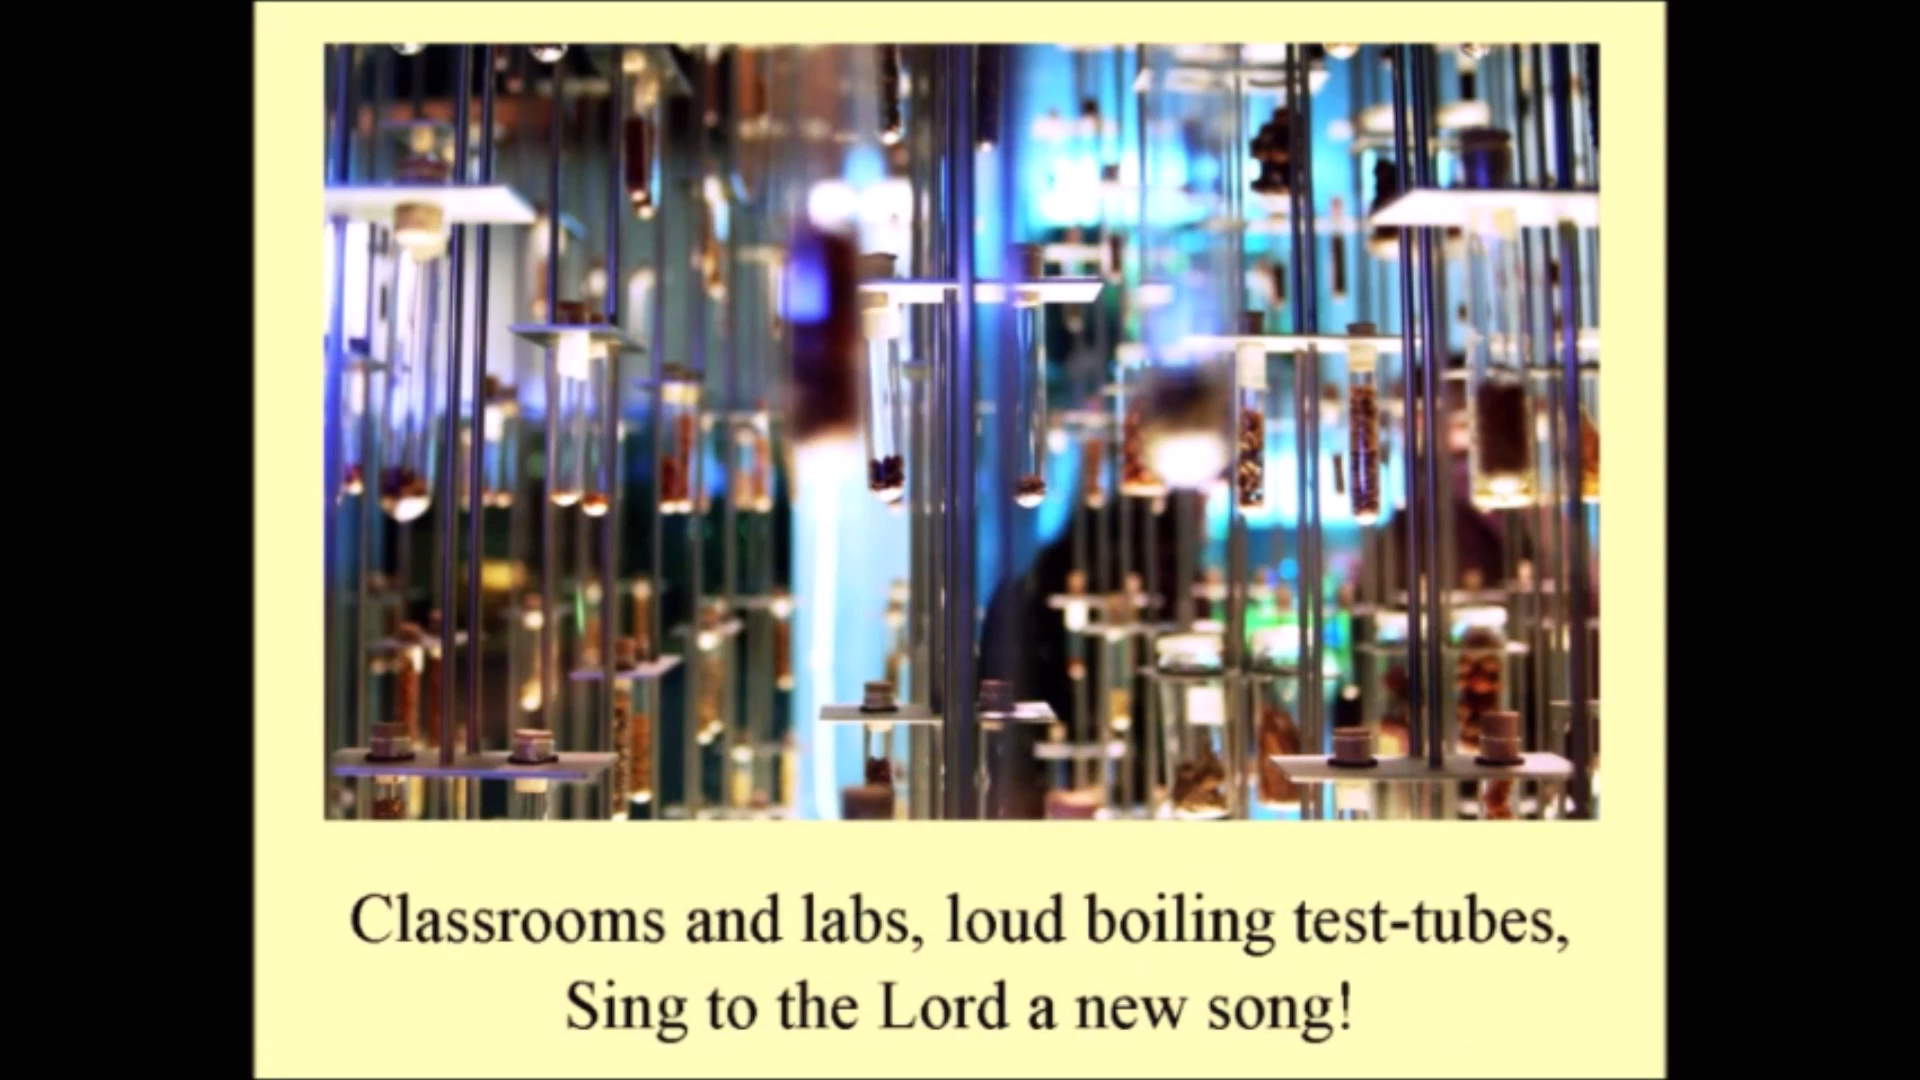 Classrooms and labs, loud boiling test-tubes,
Sing to the Lord a new song!